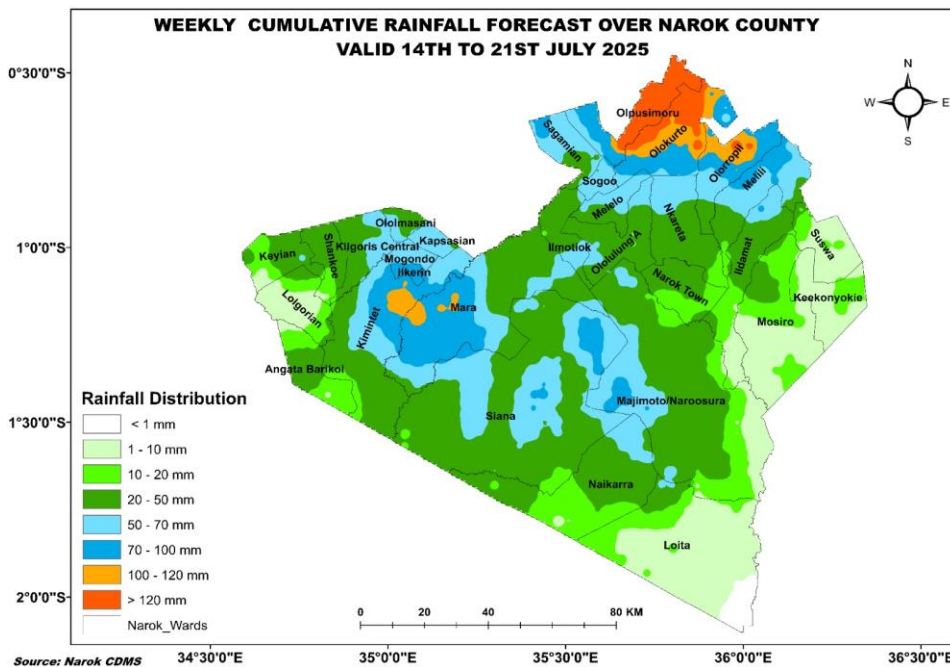 WEEKLY CUMULATIVE RAINFALL FORECAST OVER NAROK COUNTY
VALID 14TH TO 21ST JULY 2025
0°30'0"S
1°0'0"S
1°30'0"S
2°0'0"S
N
W
E
S
Olpusimoru
Sagamian
Olokurto
Olorropil
Melili
Sogoo
Melelo
Nkareta
Ololmasani
Kapsasian
Kilgoris Central
Mogondo
Ilkerin
Ilmotiok
Ololulung A
Ildamat
Suswa
Keyian
Shankoe
Narok Town
Keekonyokie
Lolgorian
Kimintet
Mara
Mosiro
Angata Barikoi
Siana
Majimoto/Naroosura
Naikarra
Loita
Rainfall Distribution
< 1 mm
1 - 10 mm
10 - 20 mm
20 - 50 mm
50 - 70 mm
70 - 100 mm
100 - 120 mm
> 120 mm
Narok_Wards
0 20 40 80 KM
Source: Narok CDMS
34°30'0"E
35°0'0"E
35°30'0"E
36°0'0"E
36°30'0"E